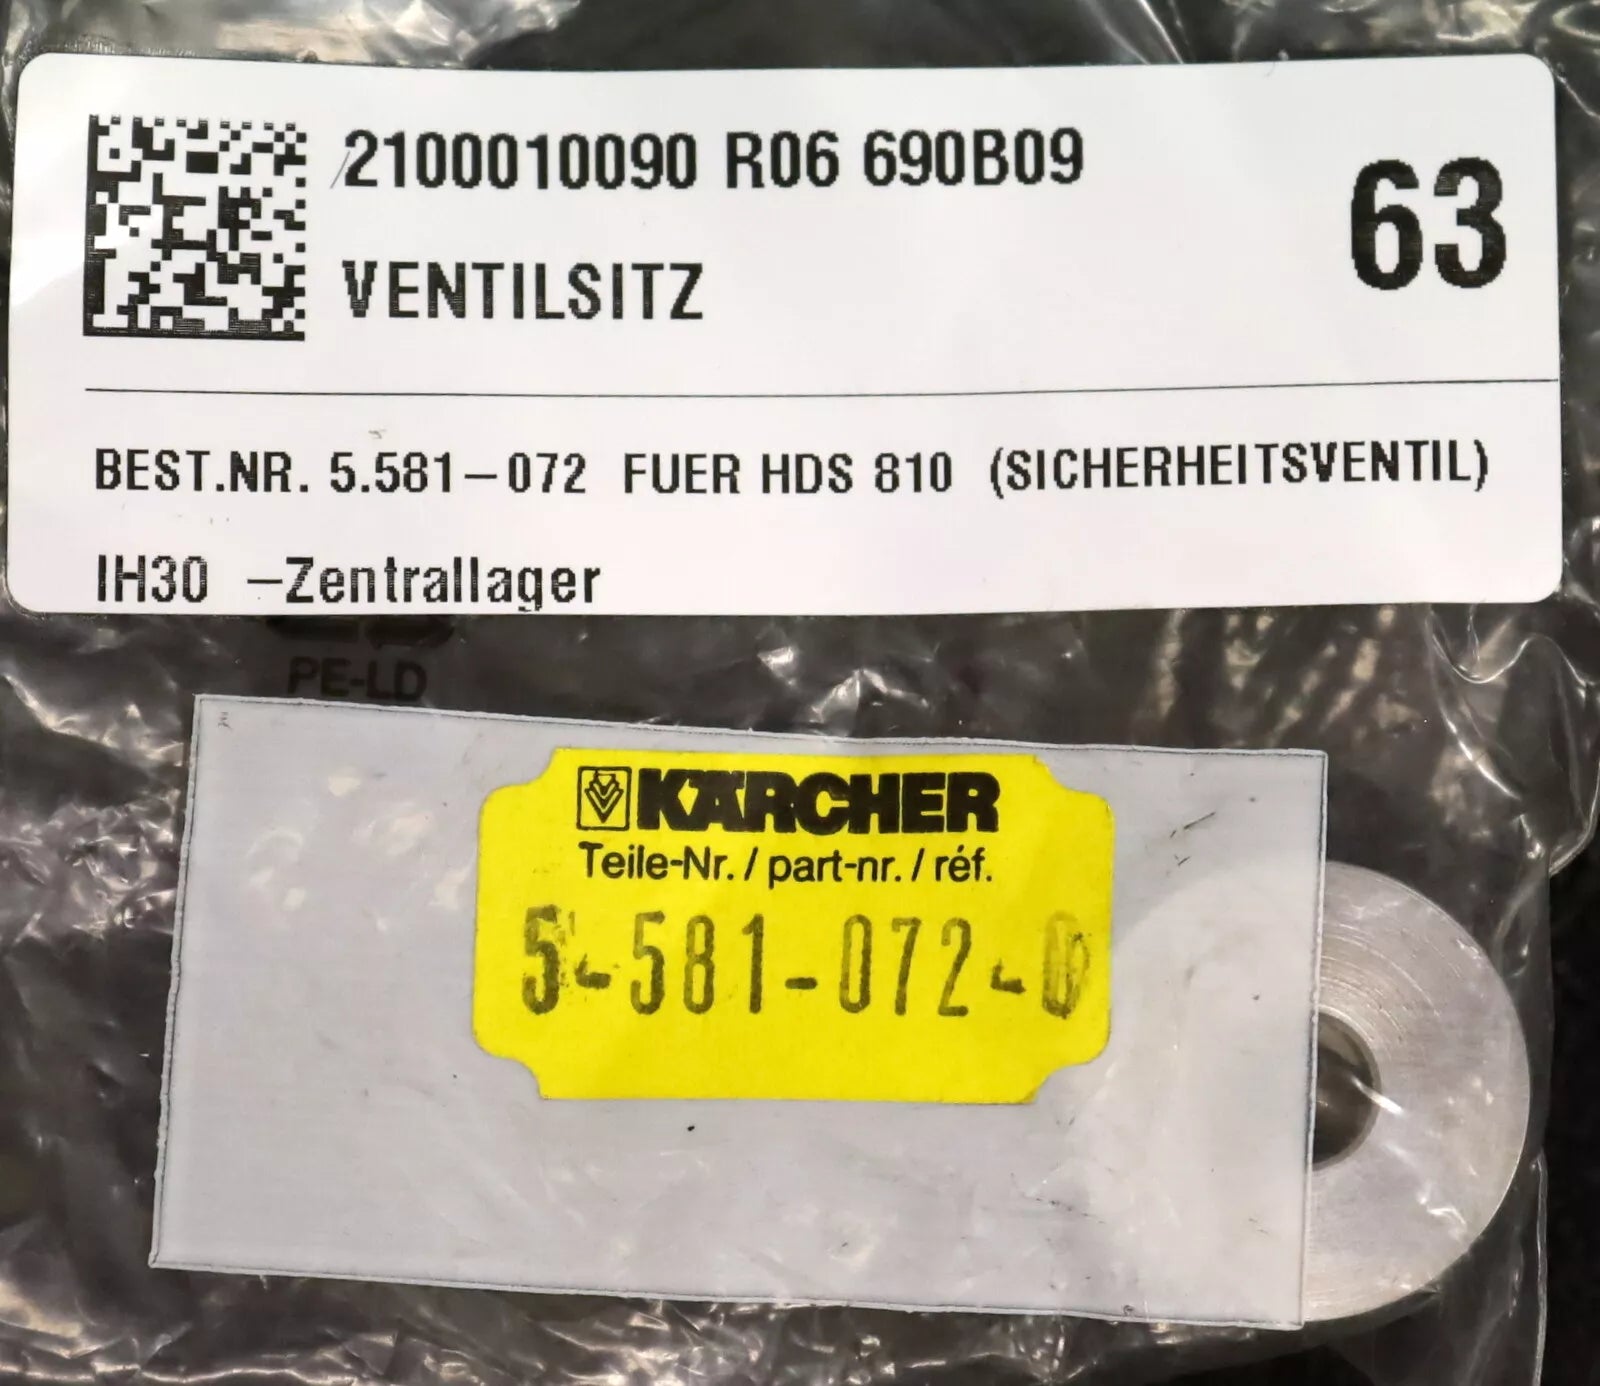 2100010090 R06 690B09
63
VENTILSITZ
BEST.NR. 5.581-072 FUER HDS 810 (SICHERHEITSVENTIL)
IH30 -Zentrallager
PE-LD
KÄRCHER
Teile-Nr. / part-nr. / réf.
5-581-072-0